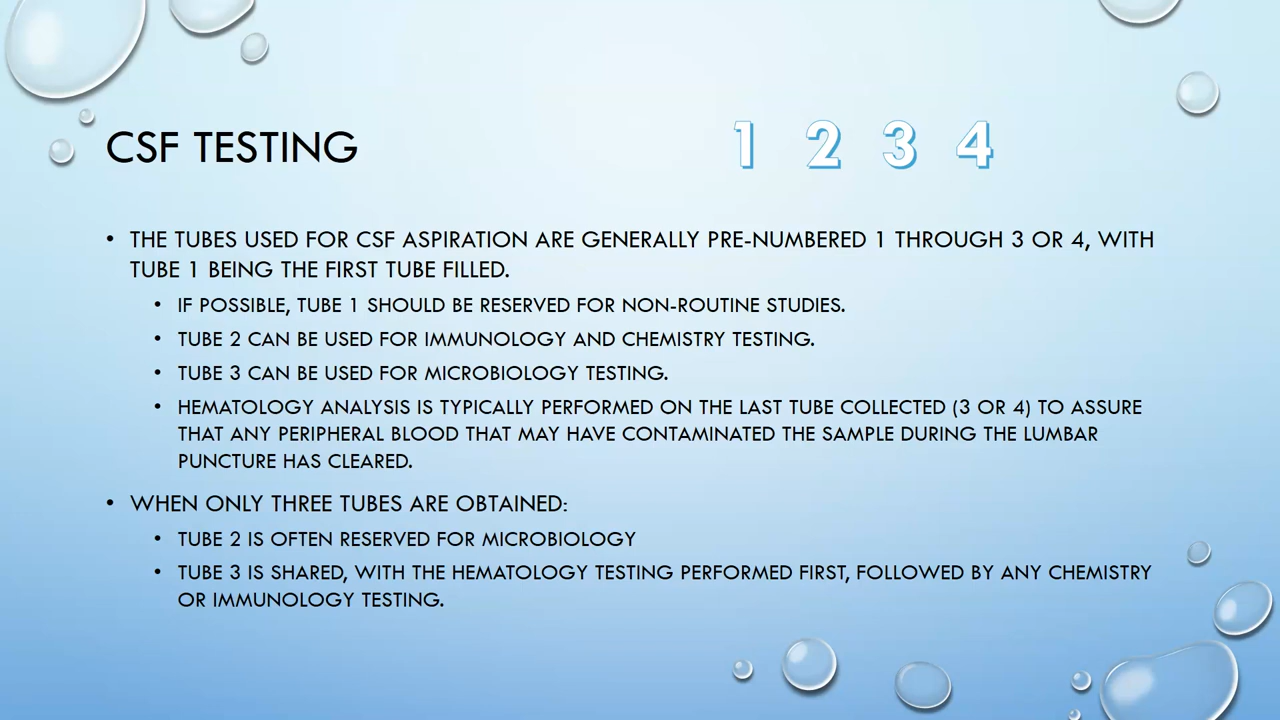 CSF TESTING
1 2 3 4
• THE TUBES USED FOR CSF ASPIRATION ARE GENERALLY PRE-NUMBERED 1 THROUGH 3 OR 4, WITH
TUBE 1 BEING THE FIRST TUBE FILLED.
• IF POSSIBLE, TUBE 1 SHOULD BE RESERVED FOR NON-ROUTINE STUDIES.
• TUBE 2 CAN BE USED FOR IMMUNOLOGY AND CHEMISTRY TESTING.
• TUBE 3 CAN BE USED FOR MICROBIOLOGY TESTING.
• HEMATOLOGY ANALYSIS IS TYPICALLY PERFORMED ON THE LAST TUBE COLLECTED (3 OR 4) TO ASSURE
THAT ANY PERIPHERAL BLOOD THAT MAY HAVE CONTAMINATED THE SAMPLE DURING THE LUMBAR
PUNCTURE HAS CLEARED.
• WHEN ONLY THREE TUBES ARE OBTAINED:
• TUBE 2 IS OFTEN RESERVED FOR MICROBIOLOGY
• TUBE 3 IS SHARED, WITH THE HEMATOLOGY TESTING PERFORMED FIRST, FOLLOWED BY ANY CHEMISTRY
OR IMMUNOLOGY TESTING.